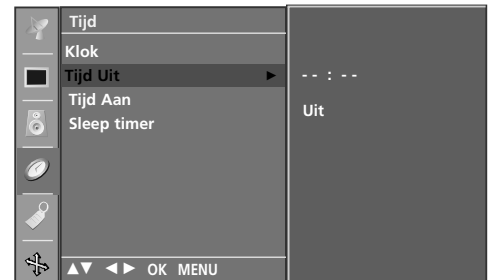 Tijd
Klok
Tijd Uit ►
Tijd Aan
Sleep timer
▲▼ ◄► OK MENU
- - : - -
Uit